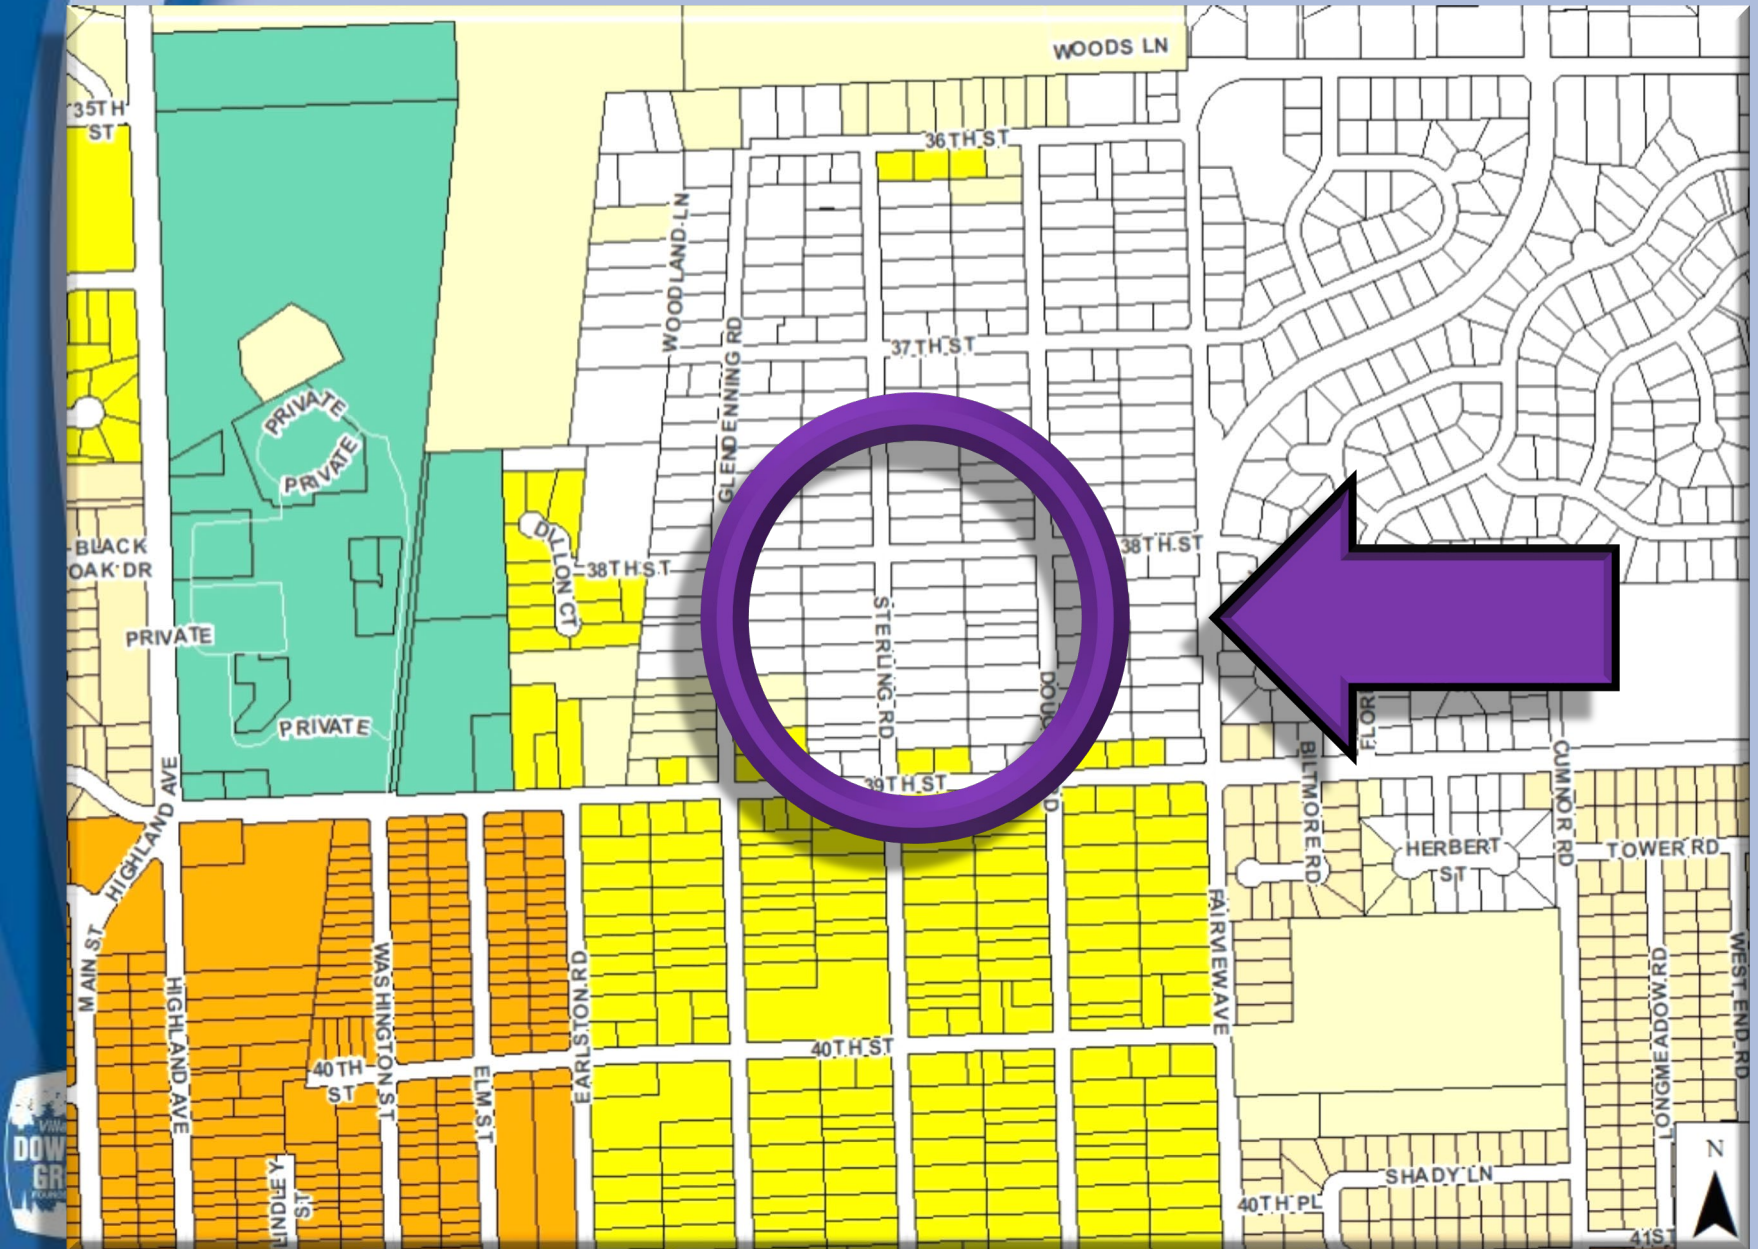 WOODS LN
35TH
ST
36TH ST
WOODLAND LN
GLENDENNING RD
37TH ST
PRIVATE
PRIVATE
BLACK
OAK DR
DILLON CT
38TH ST
38TH ST
PRIVATE
STERLING RD
PRIVATE
39TH ST
BILTMORE RD
CUMNOR RD
HIGHLAND AVE
HERBERT
ST
TOWER RD
MAIN ST
HIGHLAND AVE
WASHINGTON ST
EARLSTON RD
FAIRVIEW AVE
LONGMEADOW RD
WEST END RD
40TH ST
40TH
ST
ELM ST
LINDLEY
ST
SHADY LN
40TH PL
N
41ST
DOW
GR